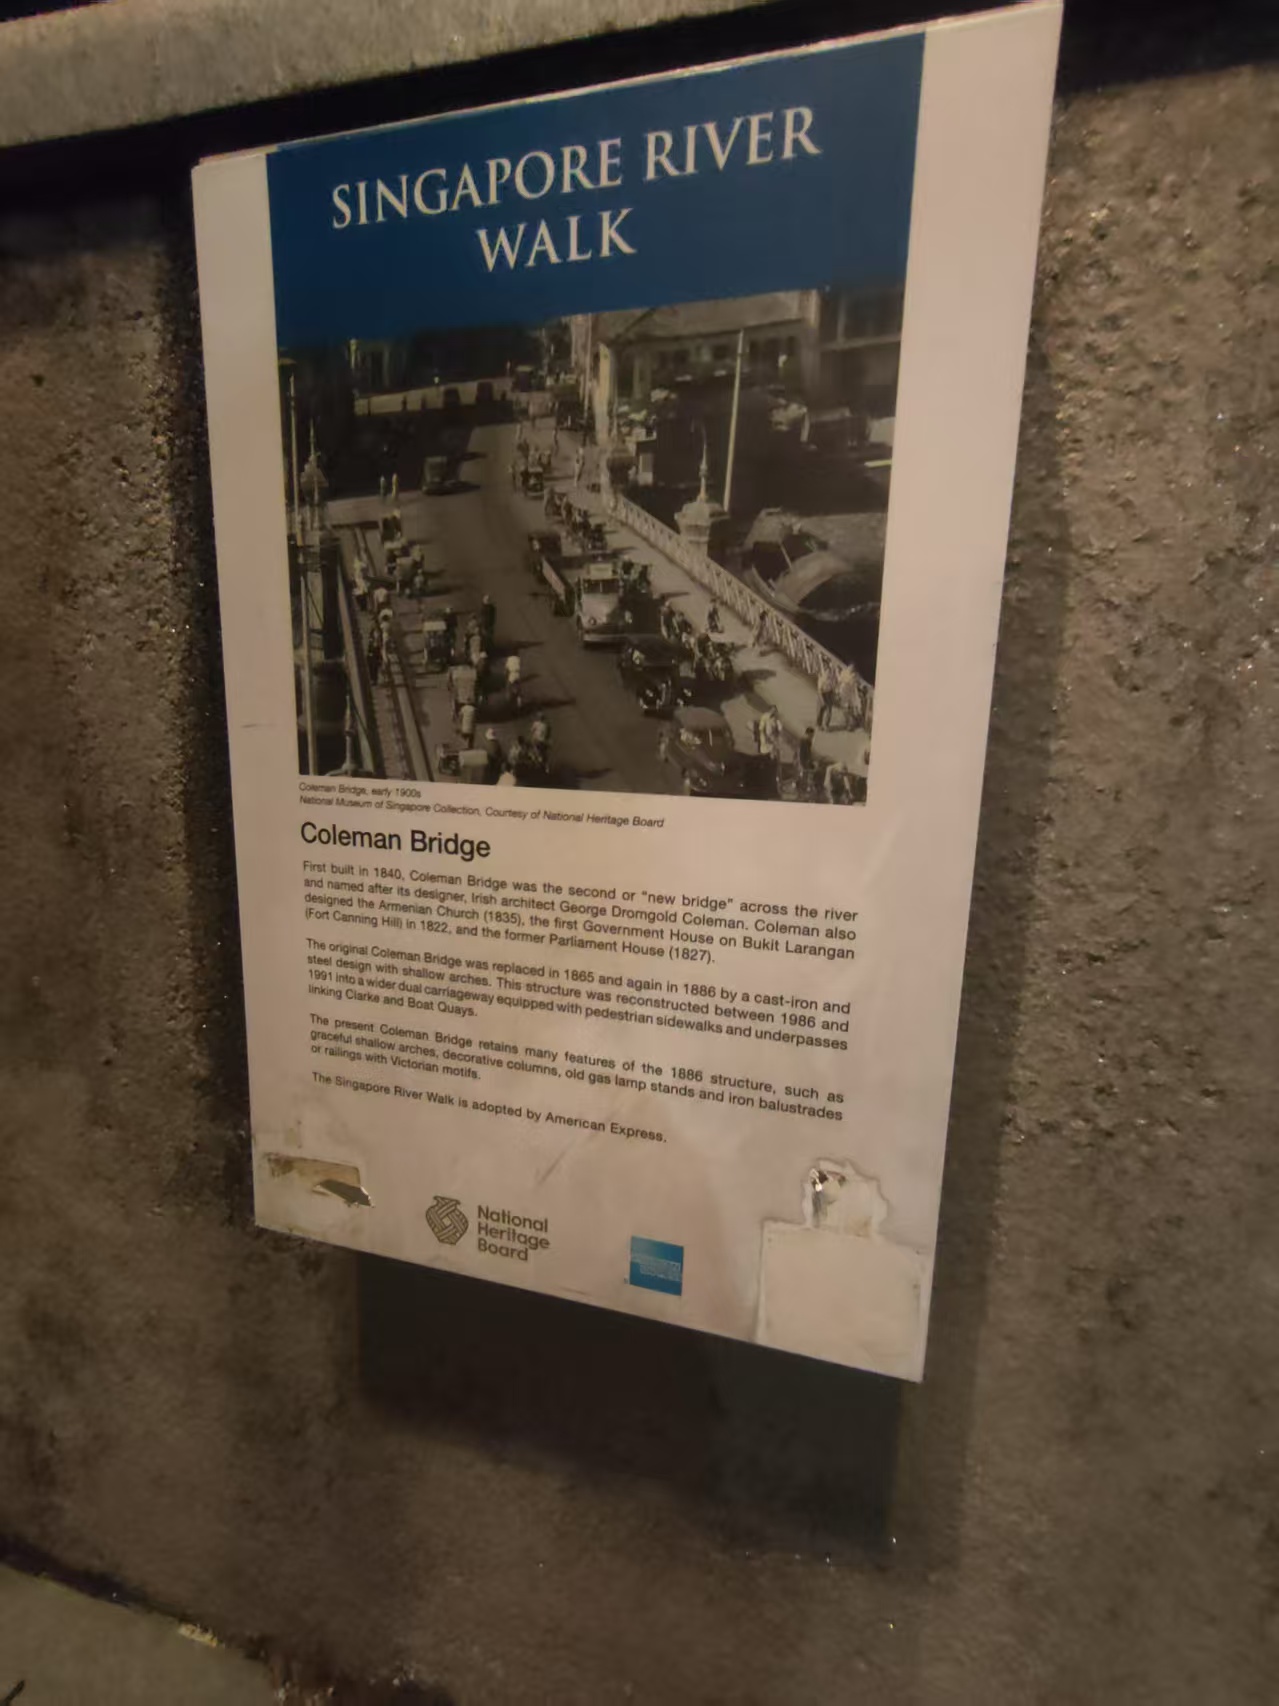 SINGAPORE RIVER
WALK
Coleman Bridge, early 1900s
National Museum of Singapore Collection, Courtesy of National Heritage Board
Coleman Bridge
First built in 1840, Coleman Bridge was the second or "new bridge" across the river
and named after its designer, Irish architect George Dromgold Coleman. Coleman also
designed the Armenian Church (1835), the first Government House on Bukit Larangan
(Fort Canning Hill) in 1822, and the former Parliament House (1827).
The original Coleman Bridge was replaced in 1865 and again in 1886 by a cast-iron and
steel design with shallow arches. This structure was reconstructed between 1986 and
1991 into a wider dual carriageway equipped with pedestrian sidewalks and underpasses
linking Clarke and Boat Quays.
The present Coleman Bridge retains many features of the 1886 structure, such as
graceful shallow arches, decorative columns, old gas lamp stands and iron balustrades
or railings with Victorian motifs.
The Singapore River Walk is adopted by American Express.
National
Heritage
Board